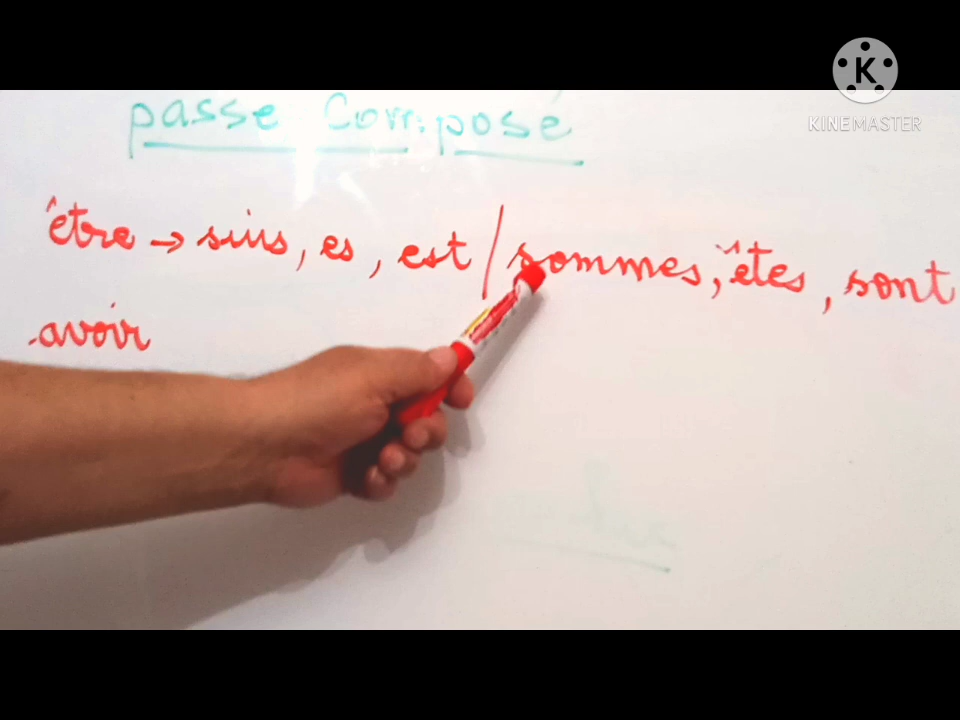 K
KINEMASTER
passe Composé
être → suis, es, est / sommes, êtes, sont
avoir